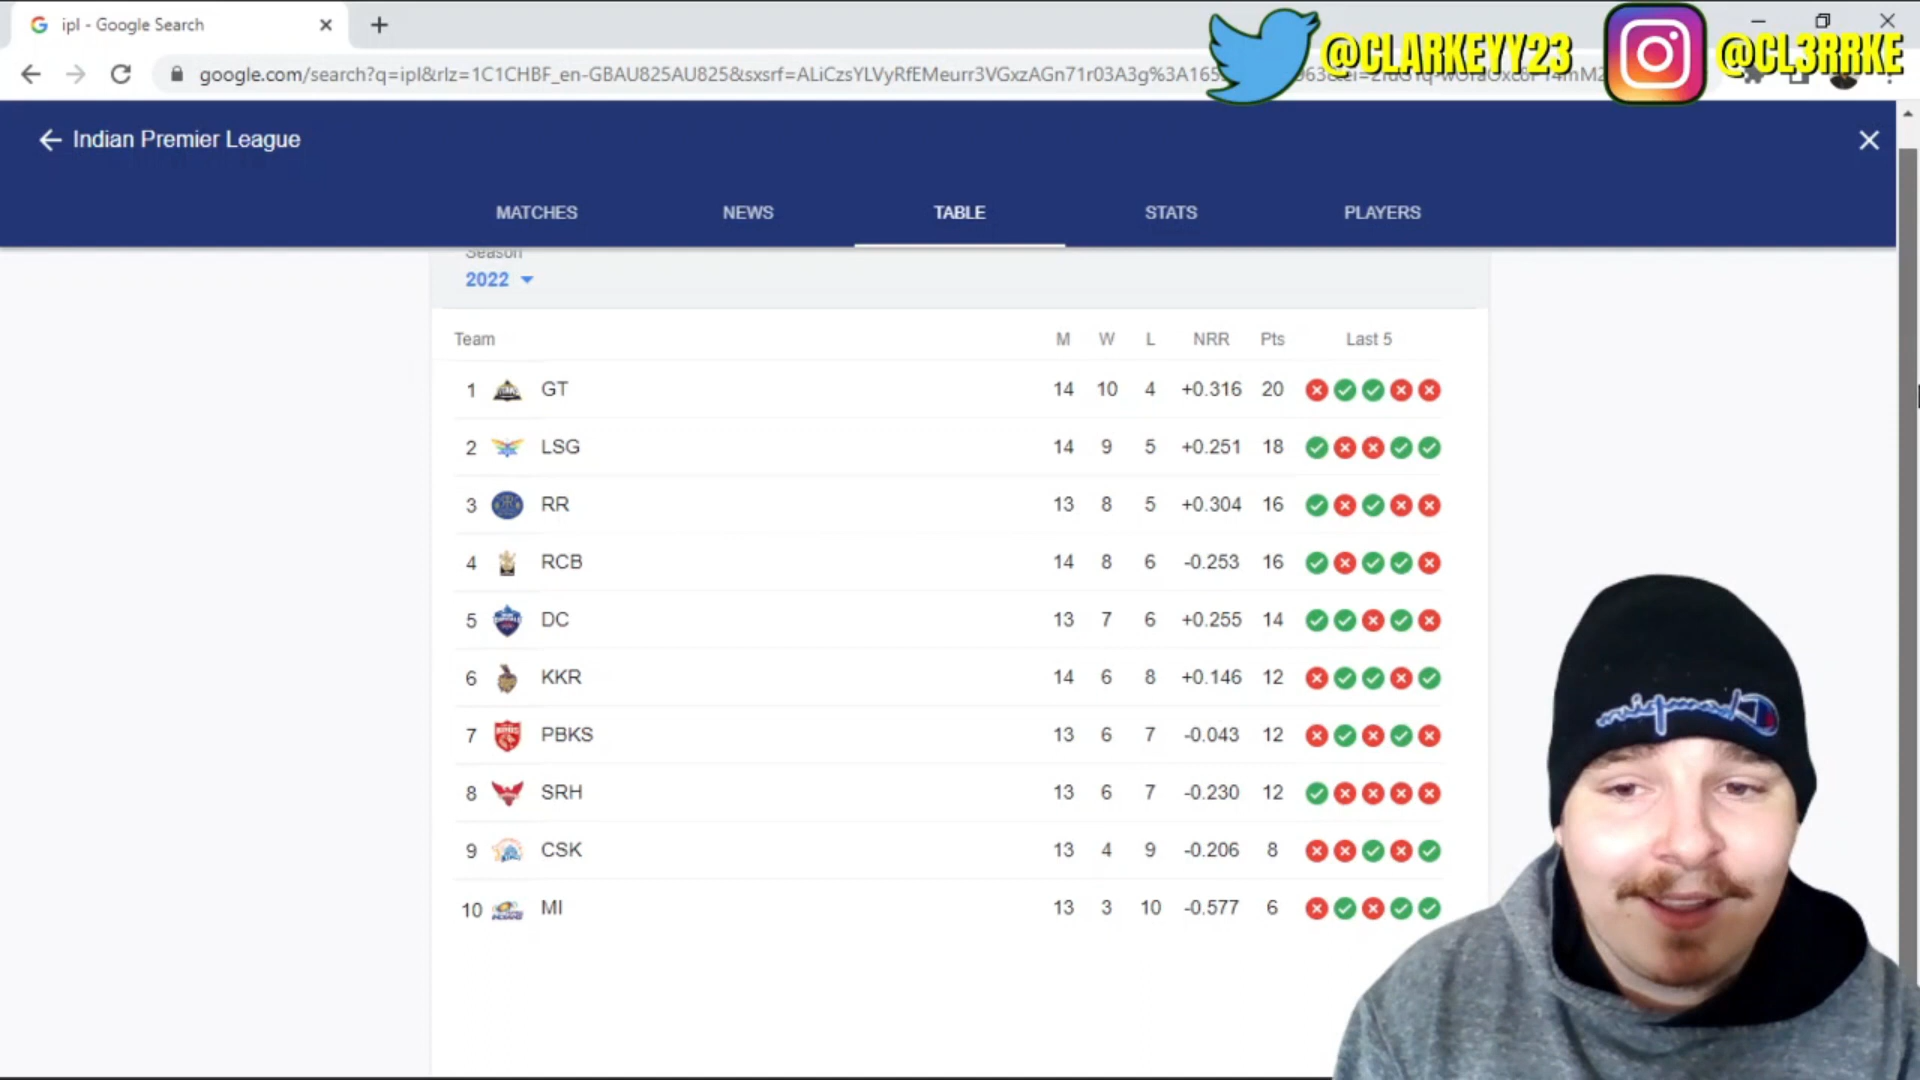 ipl - Google Search
@CLARKEYY23
@CL3RRKE
google.com/search?q=ipl&rlz=1C1CHBF_en-GBAU825AU825&sxsrf=ALiCzsYLVyRfEMeurr3VGxzAGn71r03A3g%3A165
Indian Premier League
MATCHES NEWS TABLE STATS PLAYERS
Season
2022
Team M W L NRR Pts Last 5
1 GT 14 10 4 +0.316 20
2 LSG 14 9 5 +0.251 18
3 RR 13 8 5 +0.304 16
4 RCB 14 8 6 -0.253 16
5 DC 13 7 6 +0.255 14
6 KKR 14 6 8 +0.146 12
7 PBKS 13 6 7 -0.043 12
8 SRH 13 6 7 -0.230 12
9 CSK 13 4 9 -0.206 8
10 MI 13 3 10 -0.577 6
Champion